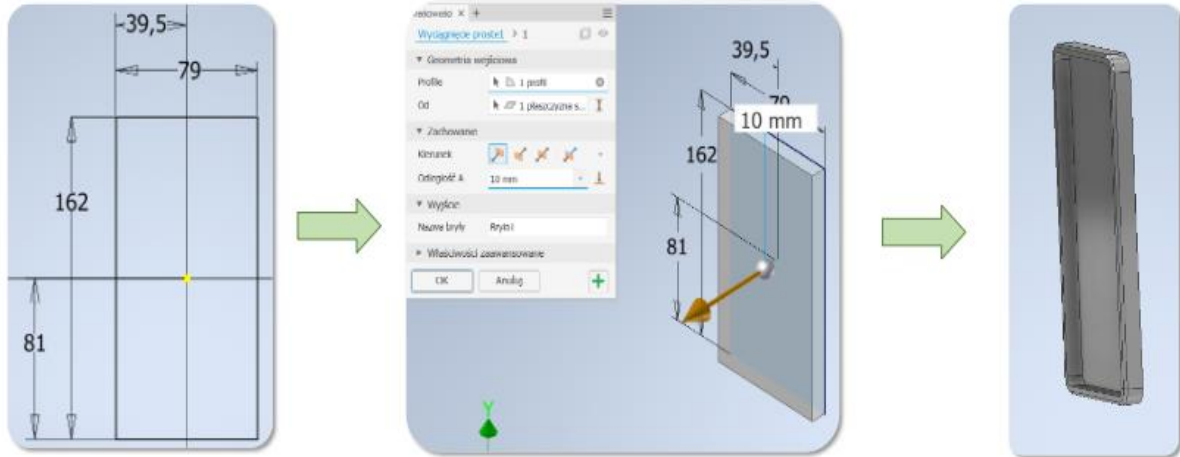 39,5
79
162
81
Wyciągnięcie proste1 > 1
Geometria wejściowa
Profile
1 profil
Od
1 płaszczyzna s...
Zachowanie
Kierunek
Odległość A
10 mm
Wyjście
Nazwa bryły
Bryła1
Właściwości zaawansowane
OK
Anuluj
39,5
10 mm
162
81
Y